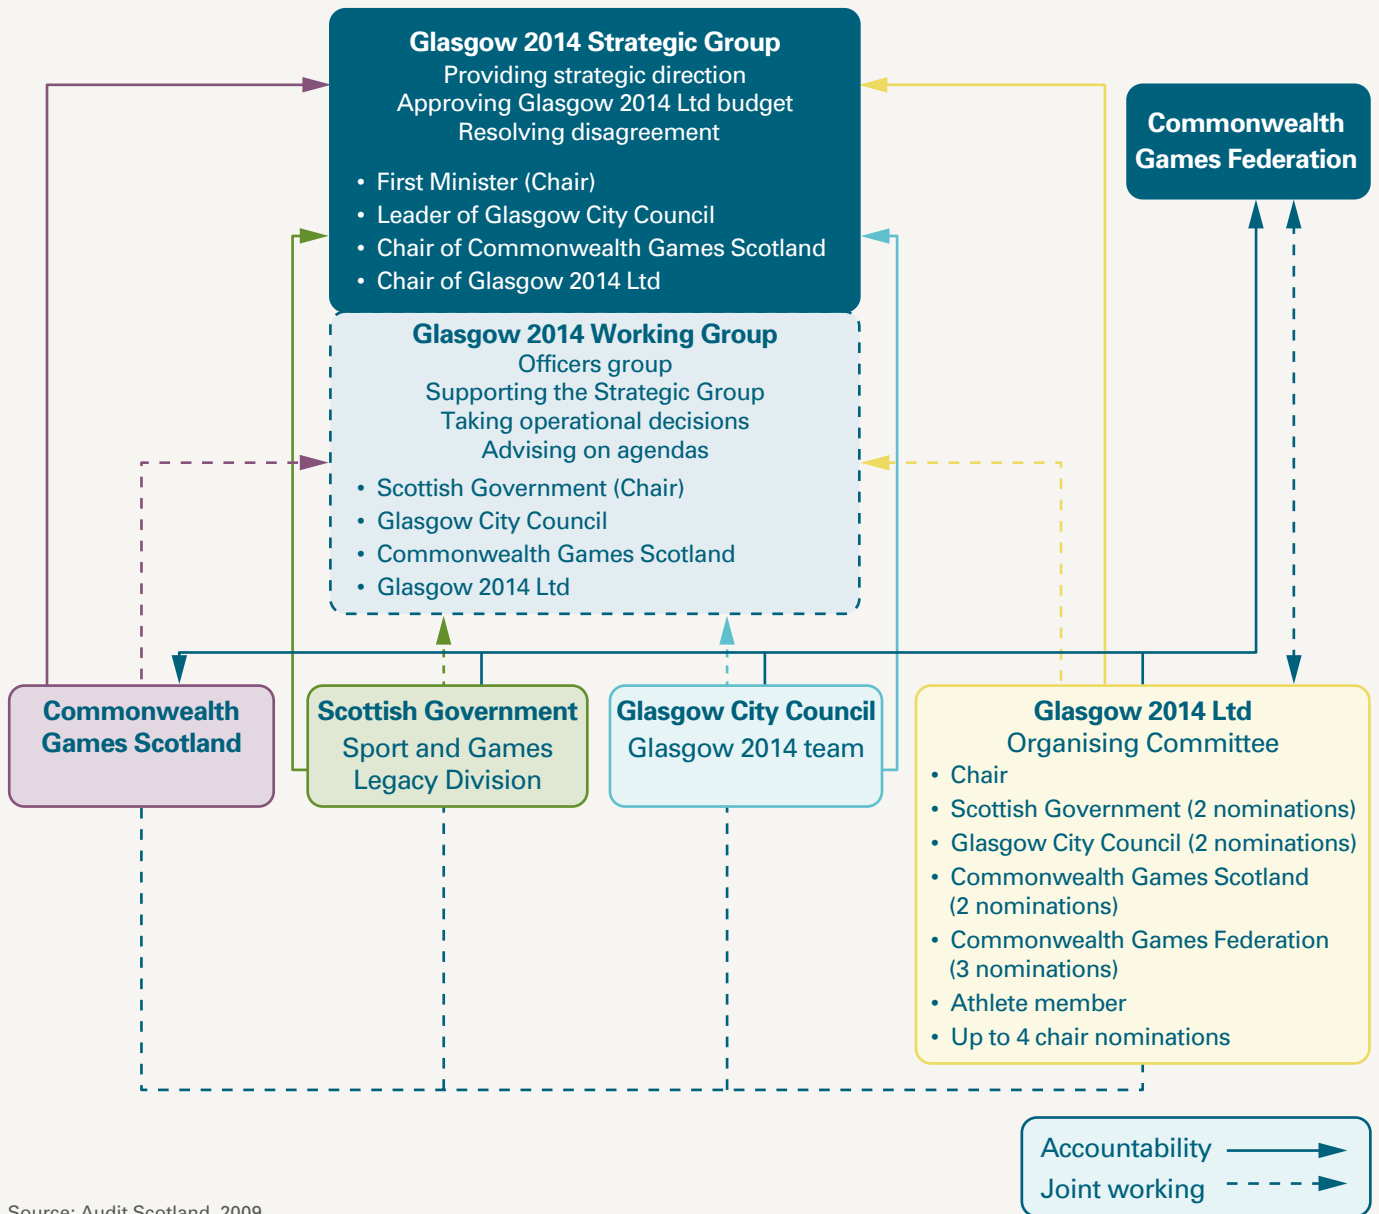 Glasgow 2014 Strategic Group
Providing strategic direction
Approving Glasgow 2014 Ltd budget
Resolving disagreement
• First Minister (Chair)
• Leader of Glasgow City Council
• Chair of Commonwealth Games Scotland
• Chair of Glasgow 2014 Ltd
Commonwealth
Games Federation
Glasgow 2014 Working Group
Officers group
Supporting the Strategic Group
Taking operational decisions
Advising on agendas
• Scottish Government (Chair)
• Glasgow City Council
• Commonwealth Games Scotland
• Glasgow 2014 Ltd
Commonwealth
Games Scotland
Scottish Government
Sport and Games
Legacy Division
Glasgow City Council
Glasgow 2014 team
Glasgow 2014 Ltd
Organising Committee
• Chair
• Scottish Government (2 nominations)
• Glasgow City Council (2 nominations)
• Commonwealth Games Scotland
(2 nominations)
• Commonwealth Games Federation
(3 nominations)
• Athlete member
• Up to 4 chair nominations
Accountability
Joint working
Source: Audit Scotland, 2009